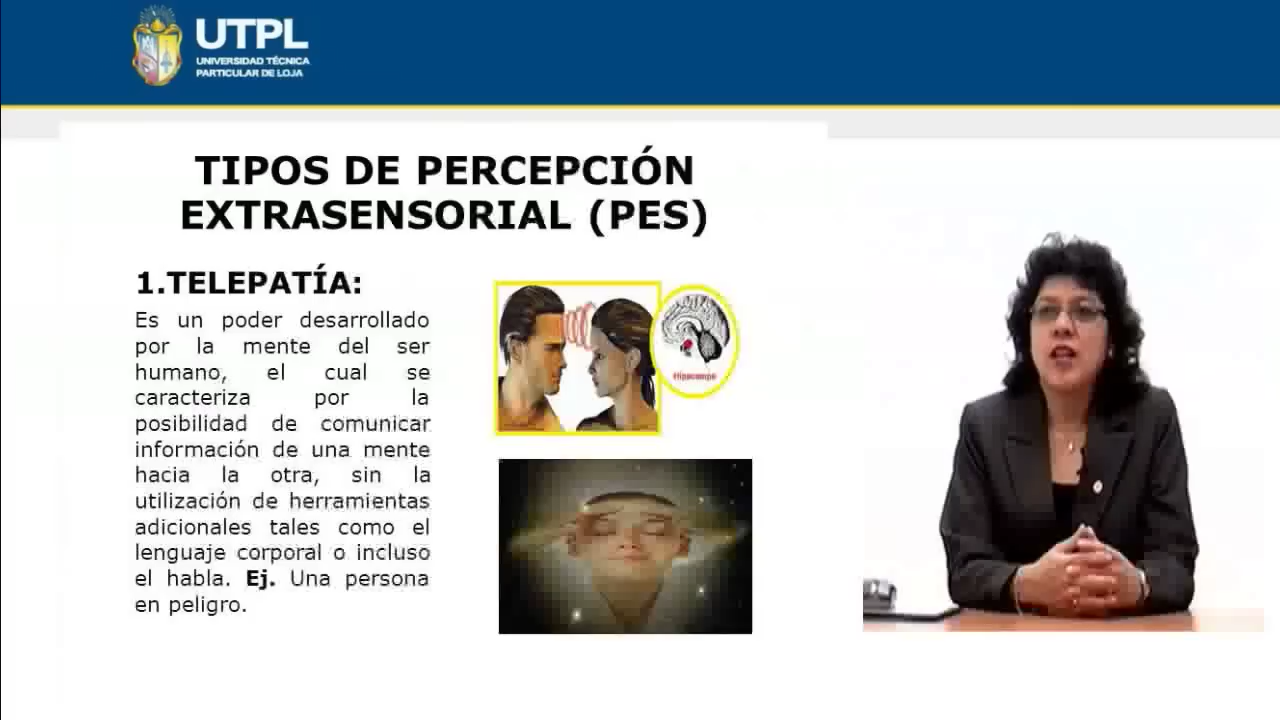 UTPL
UNIVERSIDAD TÉCNICA
PARTICULAR DE LOJA
TIPOS DE PERCEPCIÓN
EXTRASENSORIAL (PES)
1.TELEPATÍA:
Es un poder desarrollado
por la mente del ser
humano, el cual se
caracteriza por la
posibilidad de comunicar
información de una mente
hacia la otra, sin la
utilización de herramientas
adicionales tales como el
lenguaje corporal o incluso
el habla. Ej. Una persona
en peligro.
Hipocampo